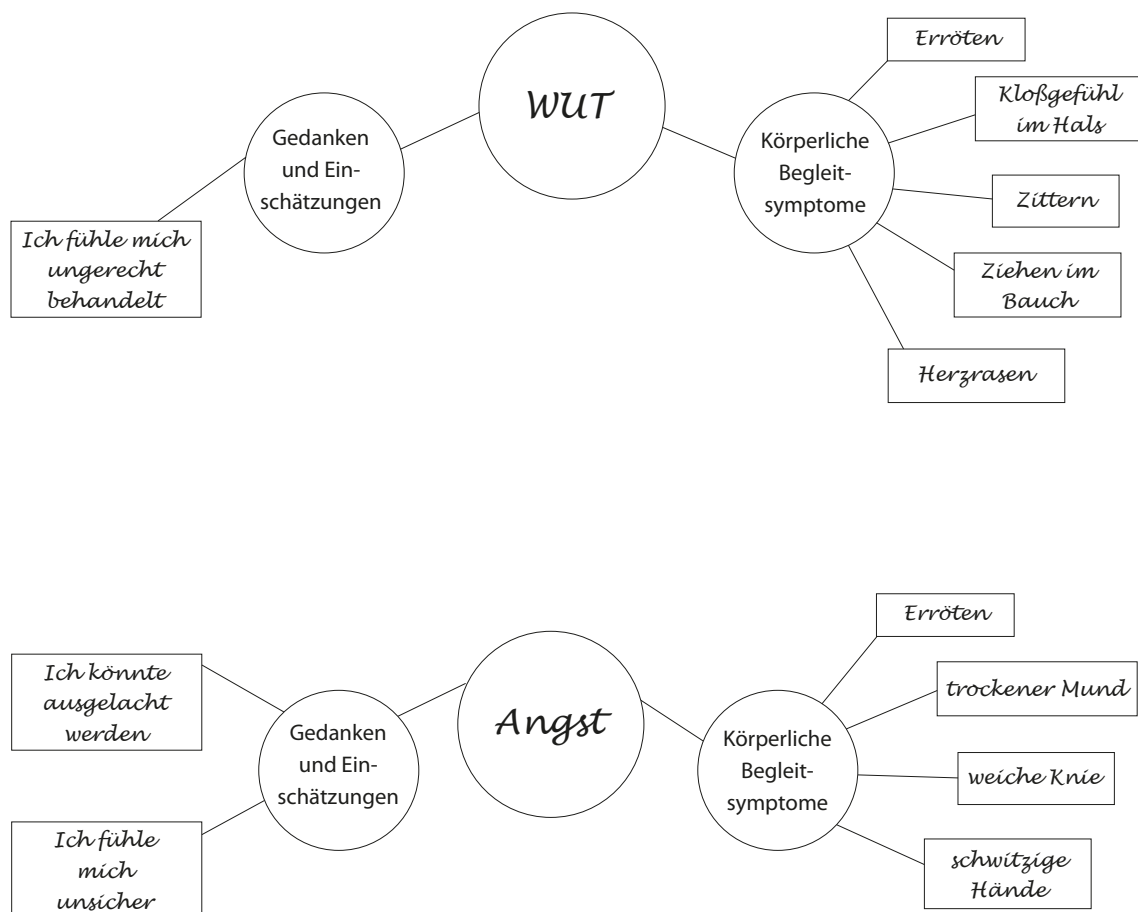 WUT
Gedanken
und Ein-
schätzungen
Ich fühle mich
ungerecht
behandelt
Körperliche
Begleit-
symptome
Erröten
Kloßgefühl
im Hals
Zittern
Ziehen im
Bauch
Herzrasen
Angst
Gedanken
und Ein-
schätzungen
Ich könnte
ausgelacht
werden
Ich fühle
mich
unsicher
Körperliche
Begleit-
symptome
Erröten
trockener Mund
weiche Knie
schwitzige
Hände